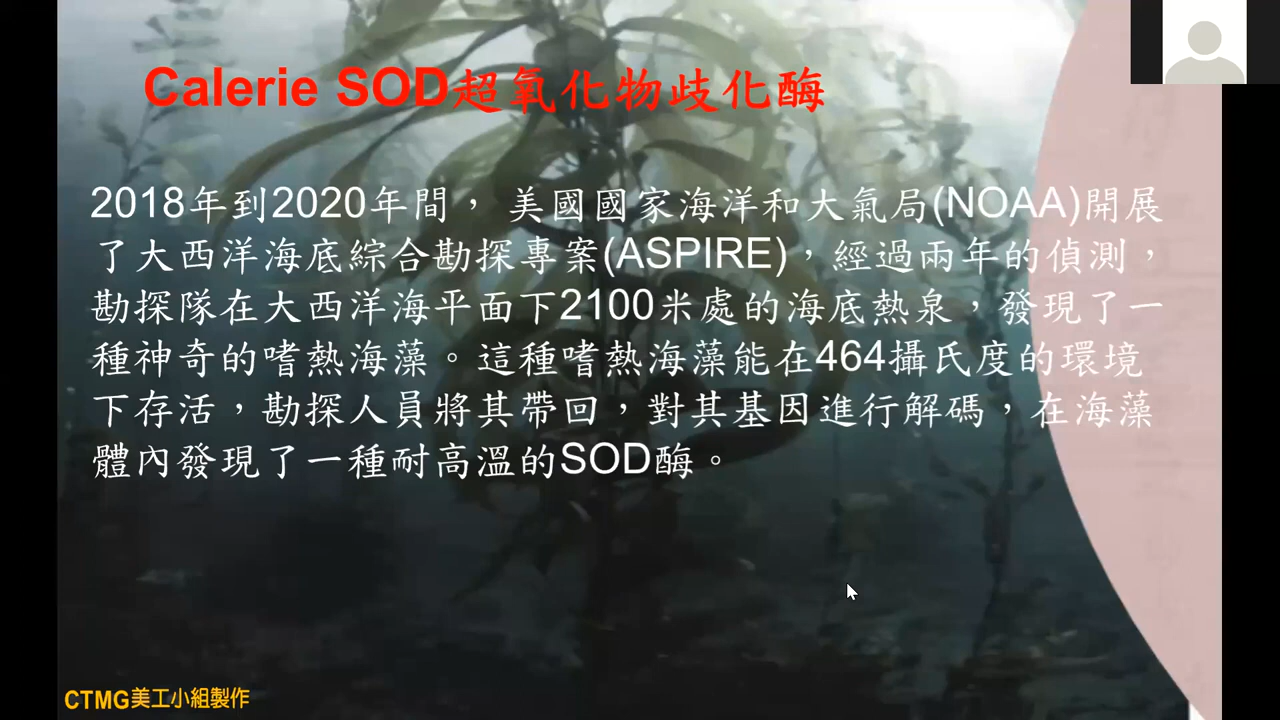 Calerie SOD超氧化物歧化酶
2018年到2020年間， 美國國家海洋和大氣局(NOAA)開展
了大西洋海底綜合勘探專案(ASPIRE)，經過兩年的偵測，
勘探隊在大西洋海平面下2100米處的海底熱泉，發現了一
種神奇的嗜熱海藻。這種嗜熱海藻能在464攝氏度的環境
下存活，勘探人員將其帶回，對其基因進行解碼，在海藻
體內發現了一種耐高溫的SOD酶。
CTMG美工小組製作